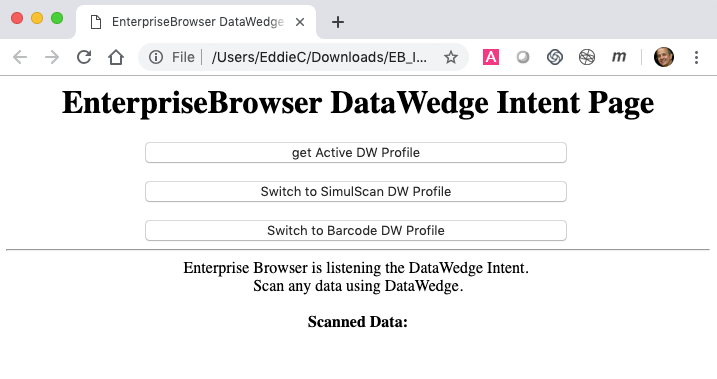 EnterpriseBrowser DataWedge
File | /Users/EddieC/Downloads/EB_I...
A
m
EnterpriseBrowser DataWedge Intent Page
get Active DW Profile
Switch to SimulScan DW Profile
Switch to Barcode DW Profile
Enterprise Browser is listening the DataWedge Intent.
Scan any data using DataWedge.
Scanned Data: